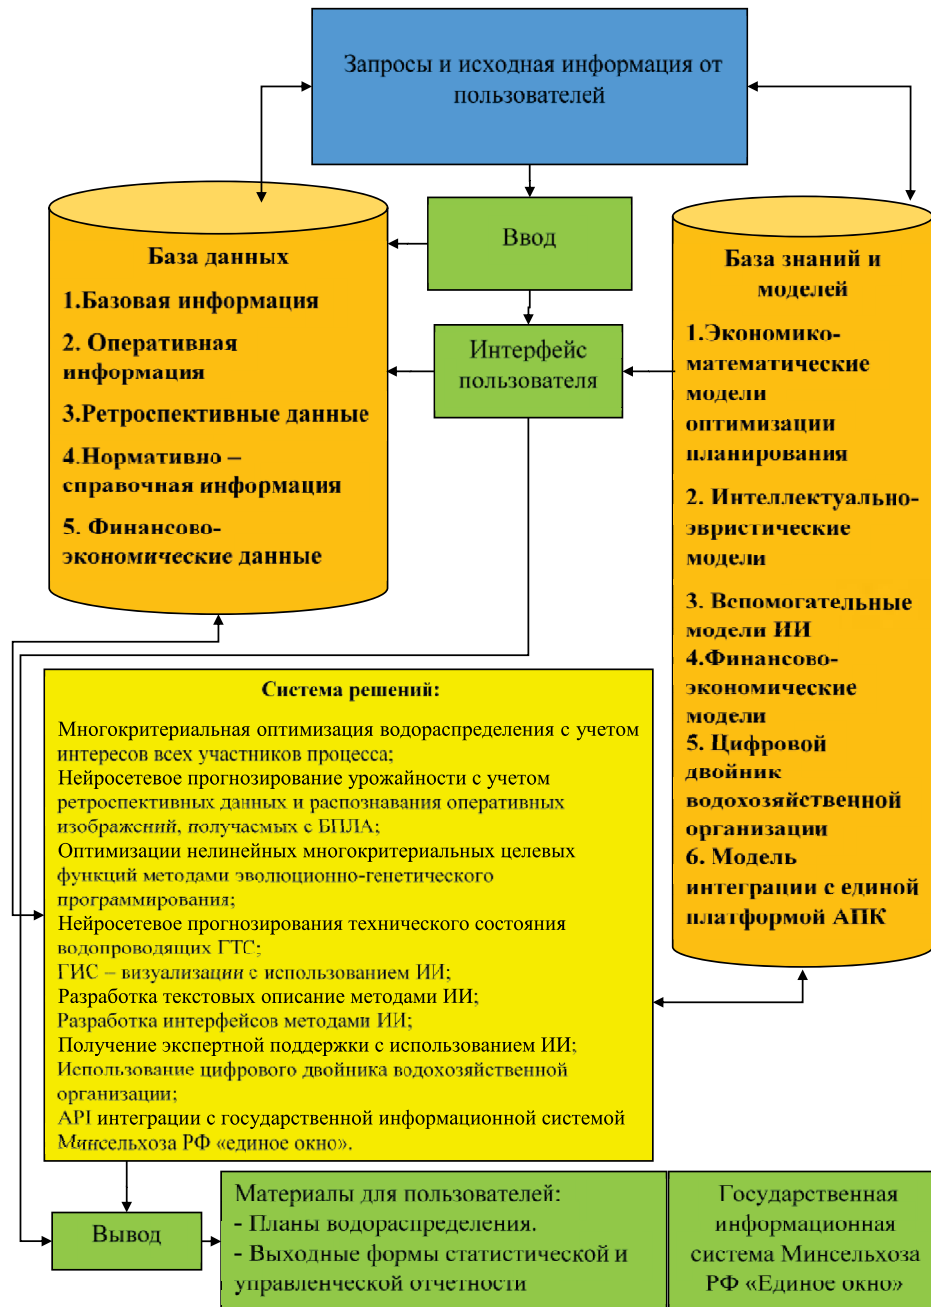 Запросы и исходная информация от
пользователей
Ввод
База данных
1.Базовая информация
2. Оперативная
информация
3.Ретроспективные данные
4.Нормативно –
справочная информация
5. Финансово-
экономические данные
Интерфейс
пользователя
База знаний и
моделей
1.Экономико-
математические
модели
оптимизации
планирования
2. Интеллектуально-
эвристические
модели
3. Вспомогательные
модели ИИ
4.Финансово-
экономические
модели
5. Цифровой
двойник
водохозяйственной
организации
6. Модель
интеграции с единой
платформой АПК
Система решений:
Многокритериальная оптимизация водораспределения с учетом
интересов всех участников процесса;
Нейросетевое прогнозирование урожайности с учетом
ретроспективных данных и распознавания оперативных
изображений, получаемых с БПЛА;
Оптимизации нелинейных многокритериальных целевых
функций методами эволюционно-генетического
программирования;
Нейросетевое прогнозирования технического состояния
водопроводящих ГТС;
ГИС – визуализации с использованием ИИ;
Разработка текстовых описание методами ИИ;
Разработка интерфейсов методами ИИ;
Получение экспертной поддержки с использованием ИИ;
Использование цифрового двойника водохозяйственной
организации;
API интеграции с государственной информационной системой
Минсельхоза РФ «единое окно».
Вывод
Материалы для пользователей:
- Планы водораспределения.
- Выходные формы статистической и
управленческой отчетности
Государственная
информационная
система Минсельхоза
РФ «Единое окно»